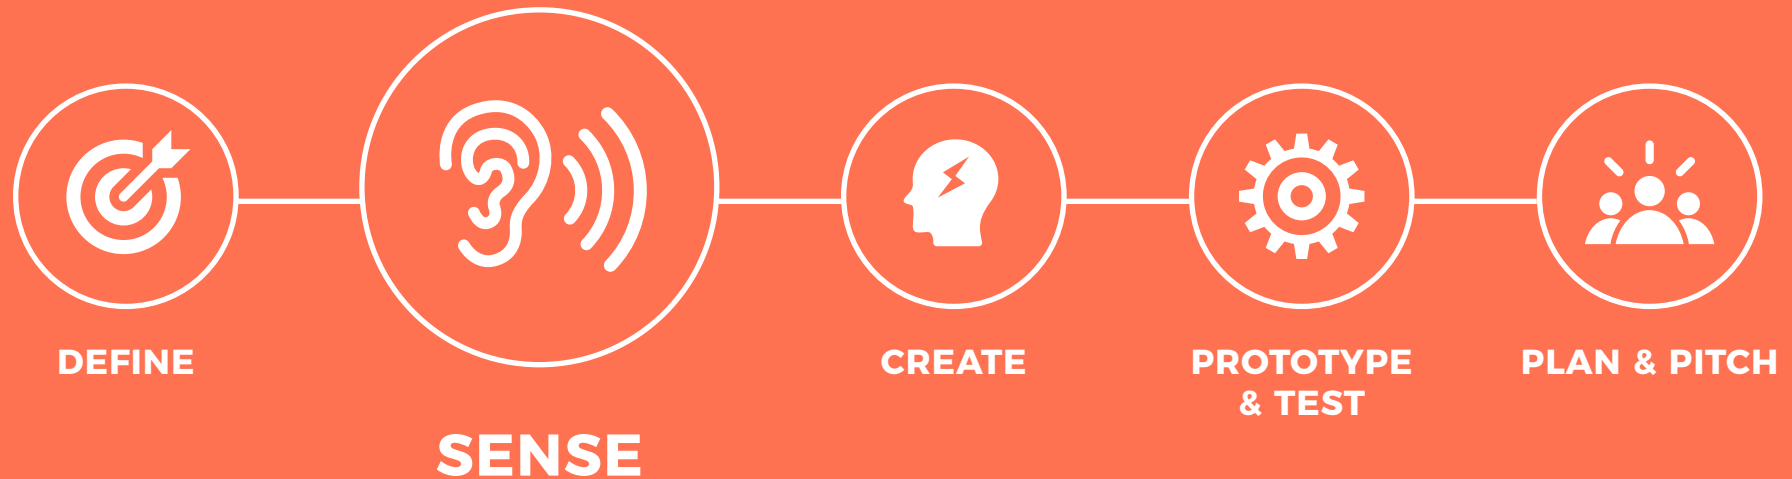 DEFINE
SENSE
CREATE
PROTOTYPE
& TEST
PLAN & PITCH